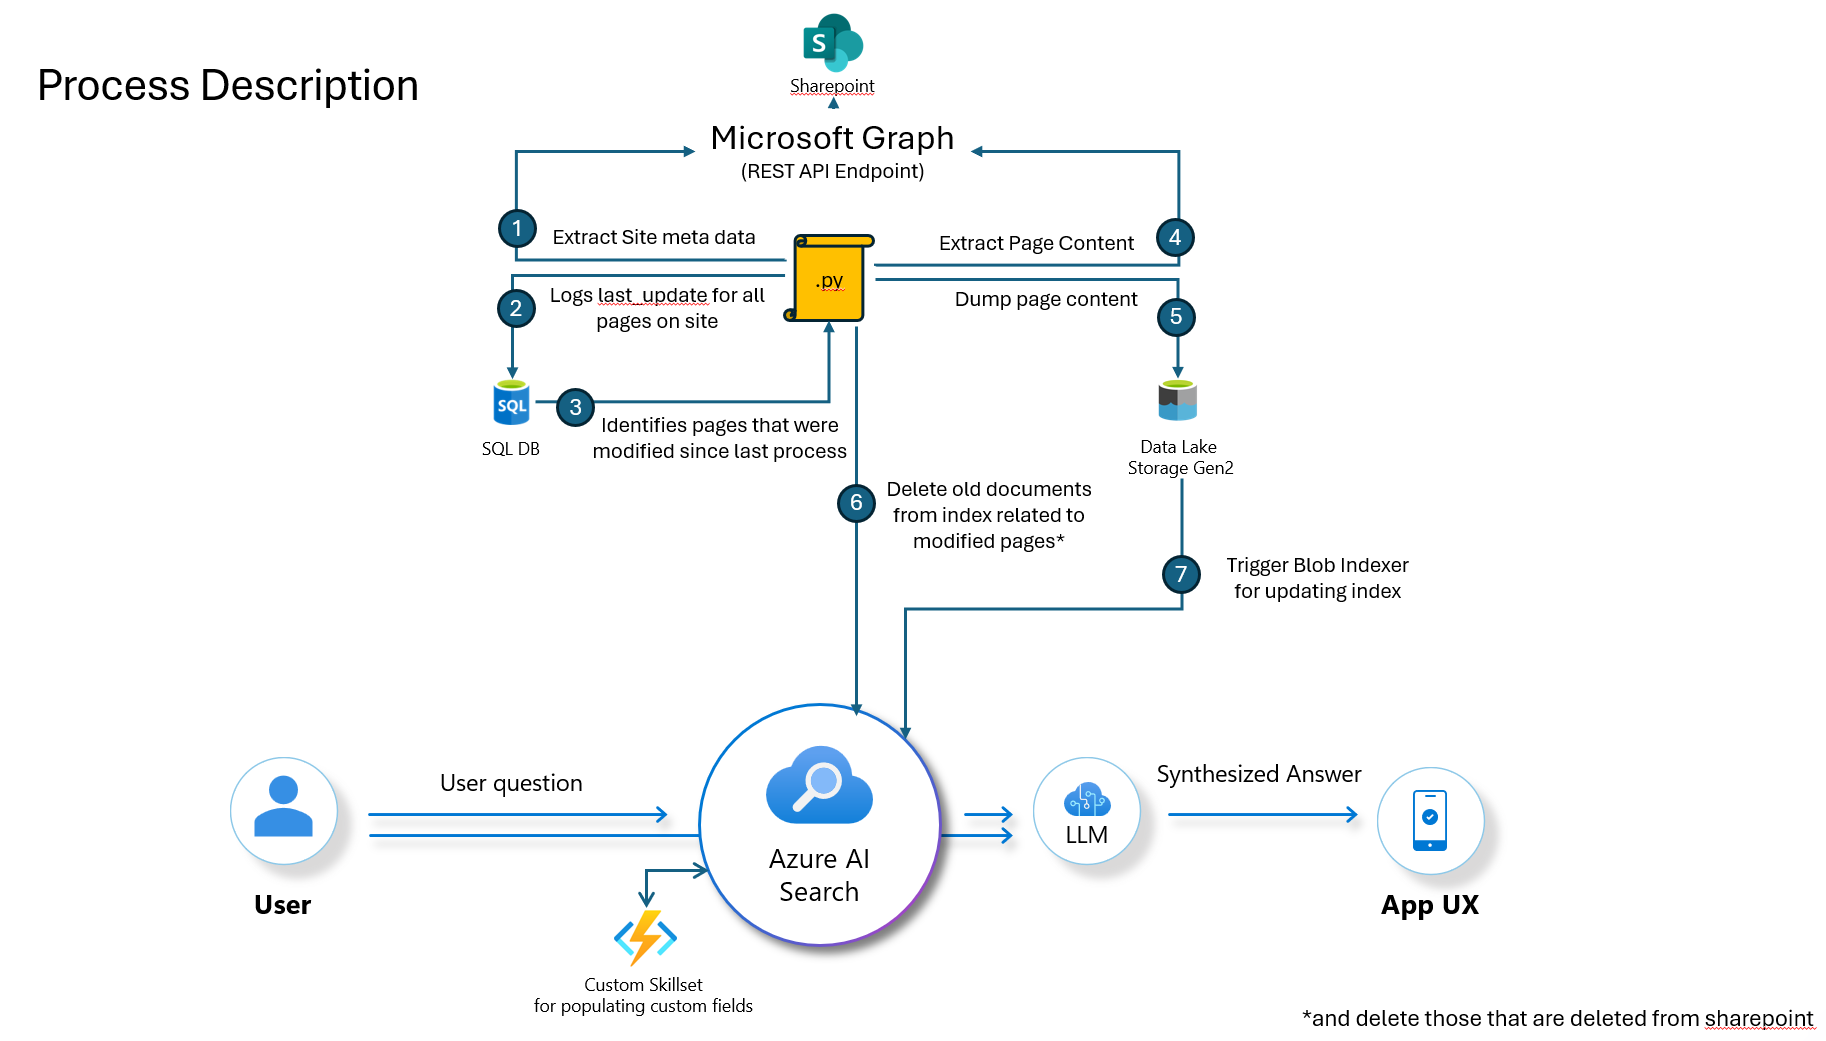 Process Description
S
Sharepoint
Microsoft Graph
(REST API Endpoint)
1
Extract Site meta data
.py
Extract Page Content
4
2
Logs last_update for all
pages on site
Dump page content
5
SQL
SQL DB
3
Identifies pages that were
modified since last process
Data Lake
Storage Gen2
6
Delete old documents
from index related to
modified pages*
7
Trigger Blob Indexer
for updating index
User question
User
Azure AI
Search
LLM
Synthesized Answer
App UX
Custom Skillset
for populating custom fields
*and delete those that are deleted from sharepoint